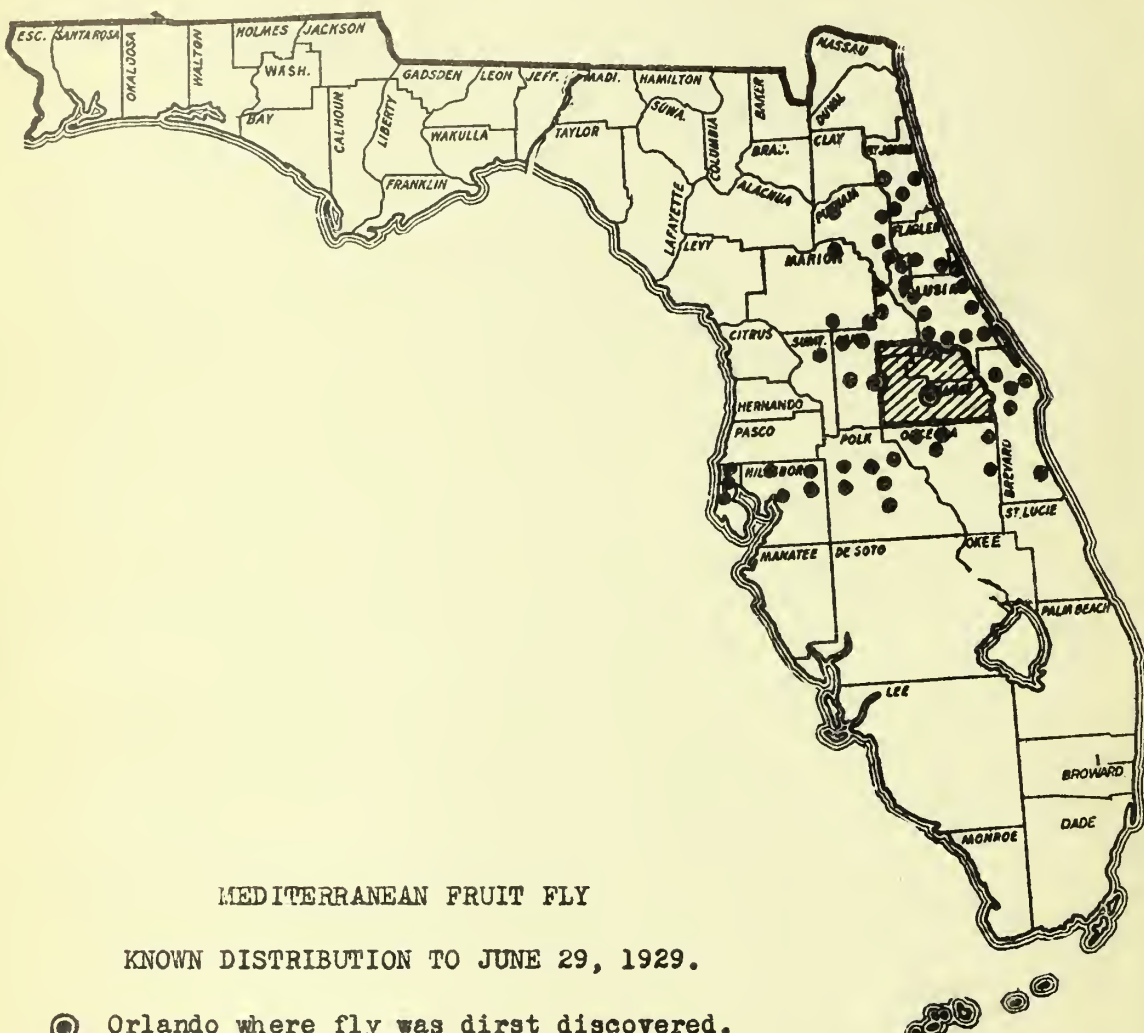 ESC. SANTA ROSA
OKALOOSA
WALTON
HOLMES JACKSON
WASH.
BAY
CALHOUN
GADSDEN
LIBERTY
LEON
JEFF.
WAKULLA
FRANKLIN
MADI.
TAYLOR
HAMILTON
SUWA.
LAFAYETTE
COLUMBIA
BAKER
BRAD.
ALACHUA
NASSAU
DUVAL
CLAY
ST JOHNS
PUTNAM
FLAGLER
LEVY
MARION
CITRUS
SUMT.
HERNANDO
PASCO
POLK
BREVARD
ST. LUCIE
MANATEE
DE SOTO
OKEE
PALM BEACH
LEE
BROWARD
MONROE
DADE
MEDITERRANEAN FRUIT FLY
KNOWN DISTRIBUTION TO JUNE 29, 1929.
Orlando where fly was dirst discovered.